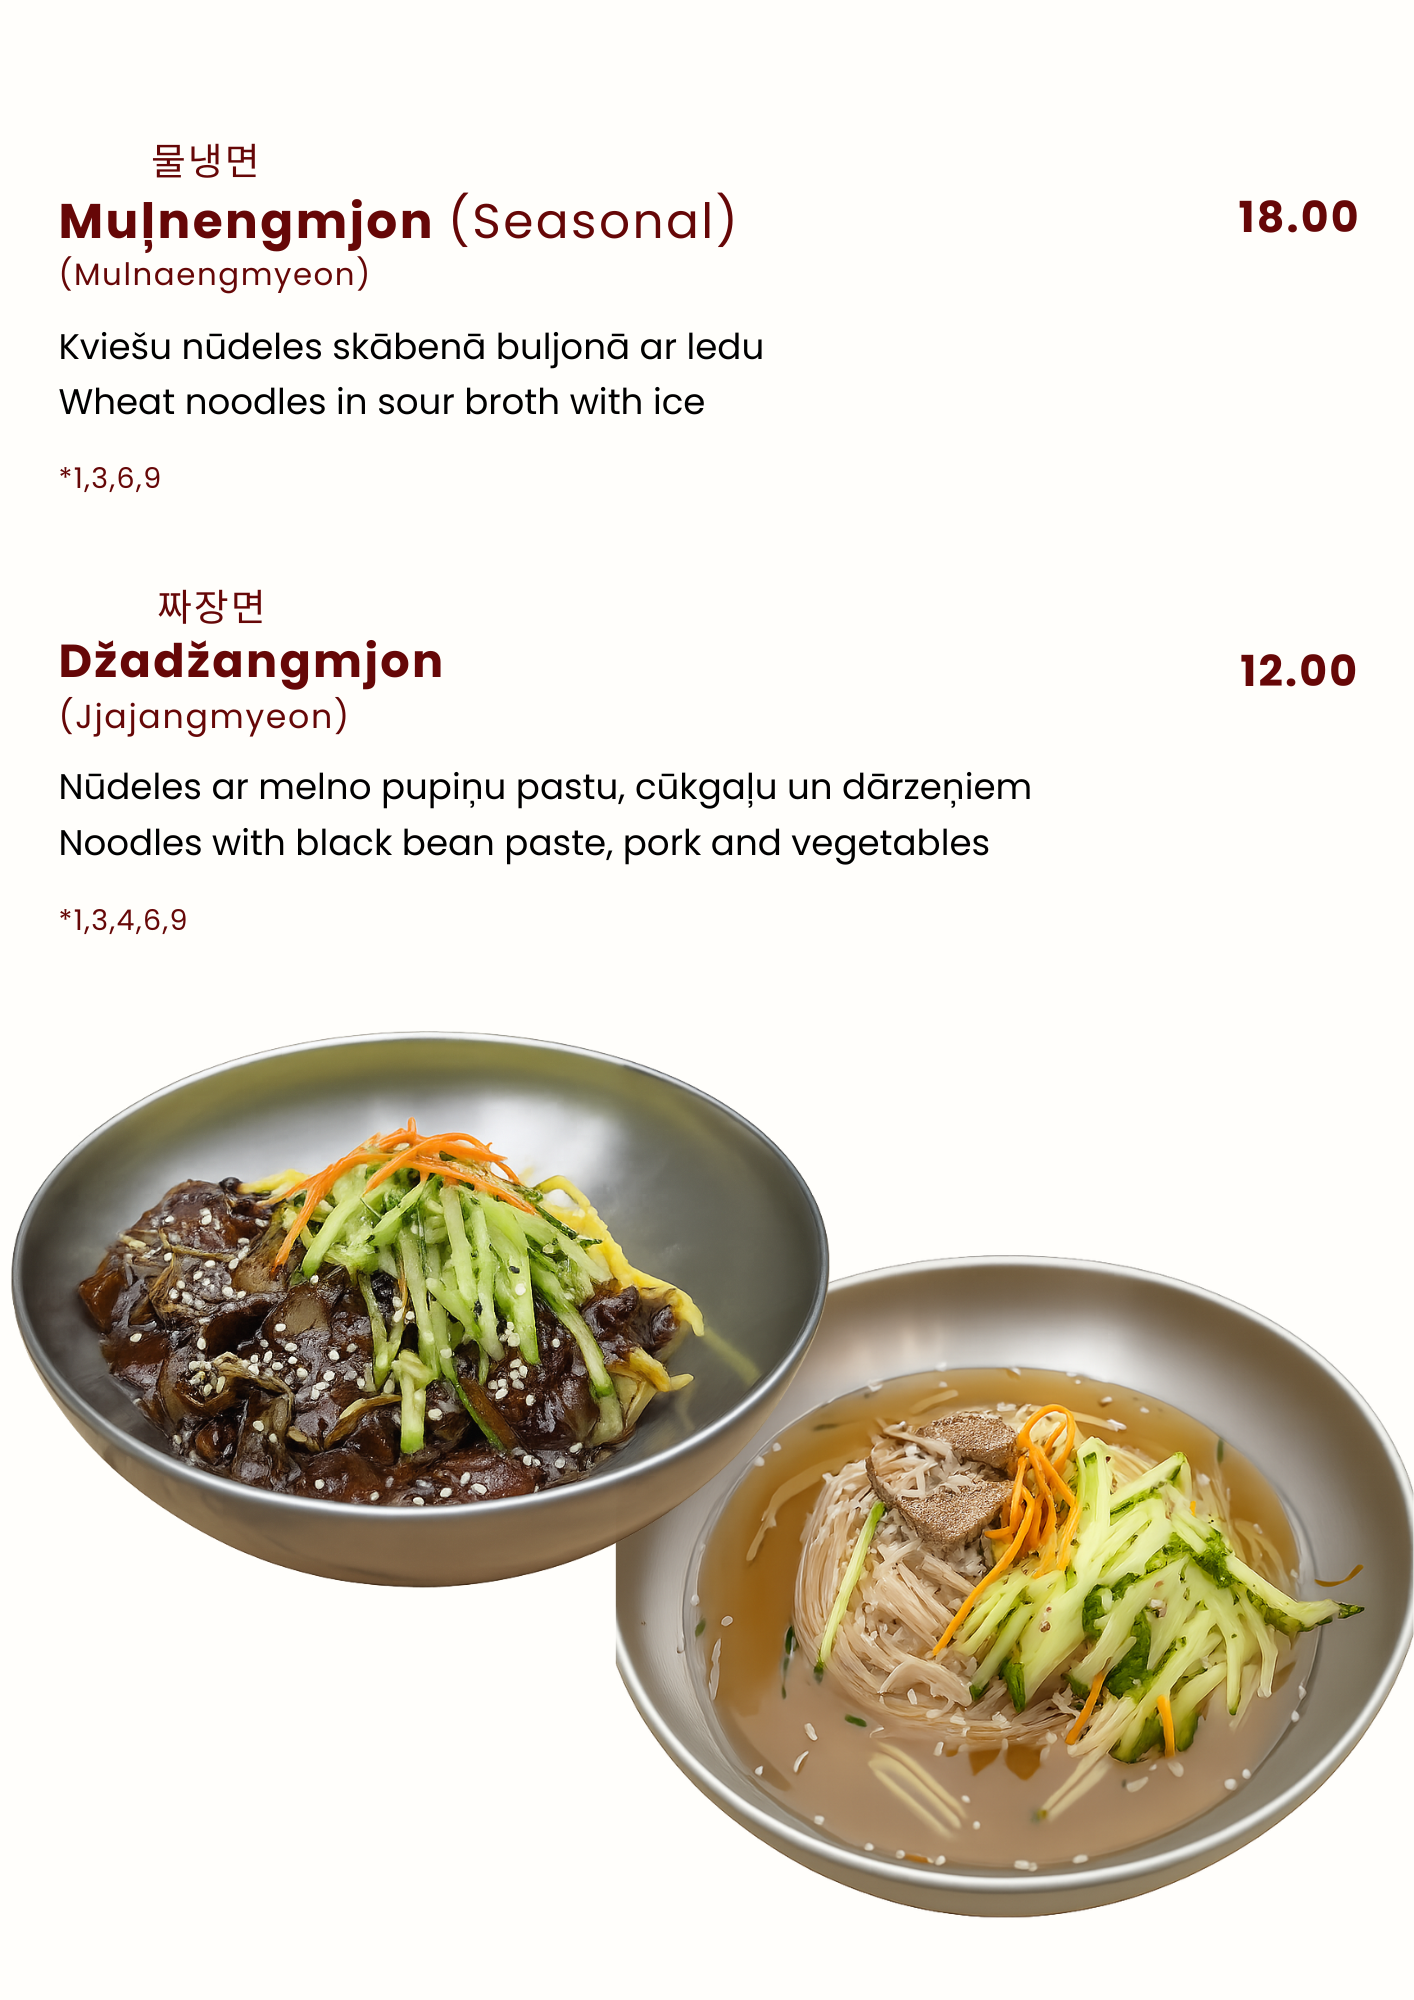 물냉면
Muļnengmjon (Seasonal)
18.00
(Mulnaengmyeon)
Kviešu nūdeles skābenā buljonā ar ledu
Wheat noodles in sour broth with ice
*1,3,6,9
짜장면
Džadžangmjon
12.00
(Jjajangmyeon)
Nūdeles ar melno pupiņu pastu, cūkgaļu un dārzeņiem
Noodles with black bean paste, pork and vegetables
*1,3,4,6,9